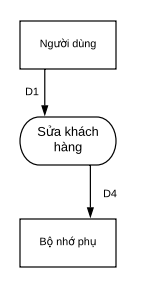 Người dùng
D1
Sửa khách
hàng
D4
Bộ nhớ phụ